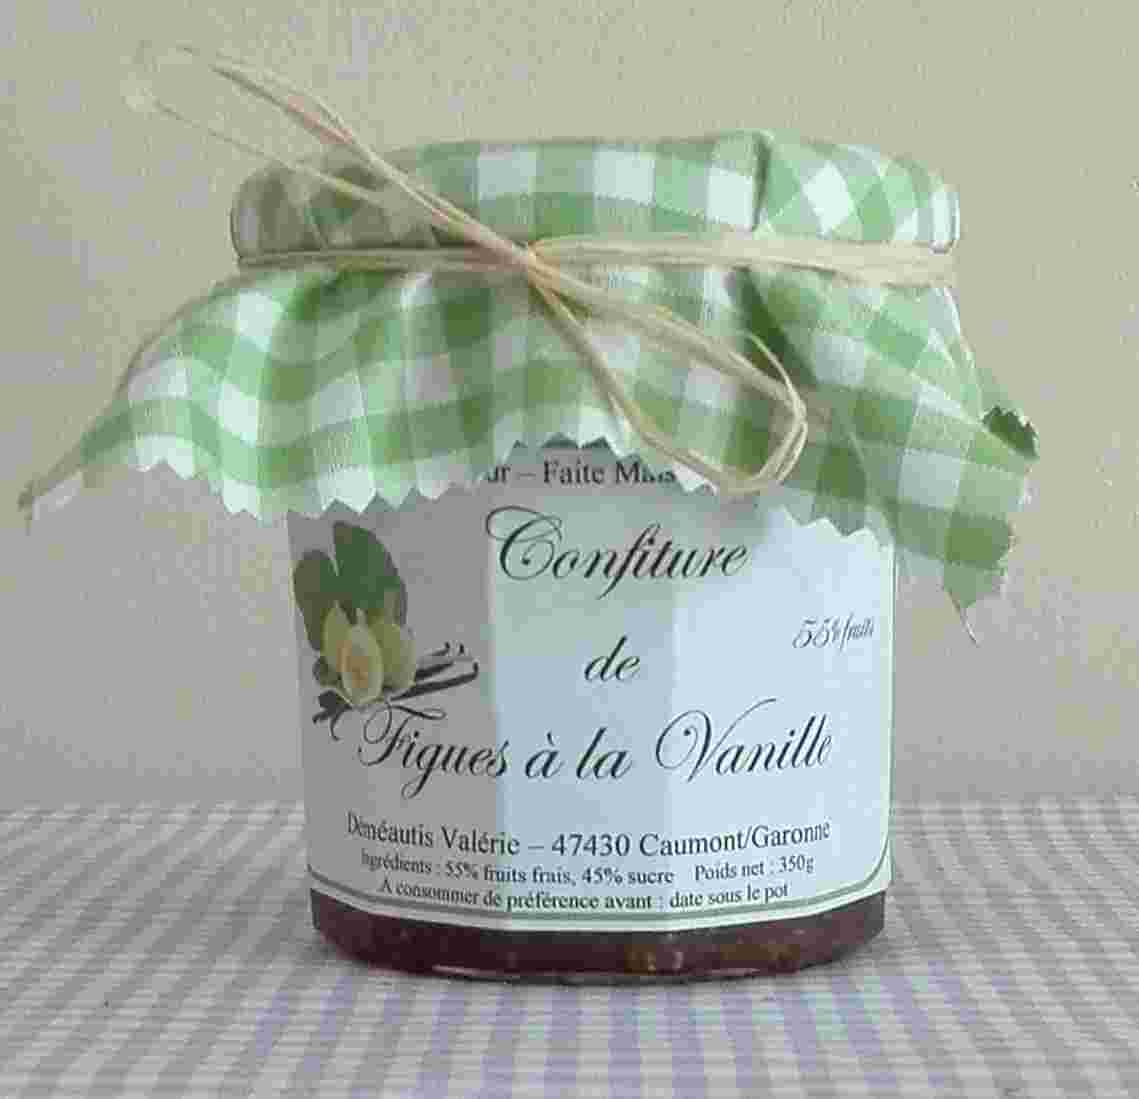 – Faite
Confiture
55% fruits
de
Figues à la Vanille
Déméautis Valérie – 47430 Caumont/Garonne
Ingrédients : 55% fruits frais, 45% sucre Poids net : 350g
A consommer de préférence avant : date sous le pot